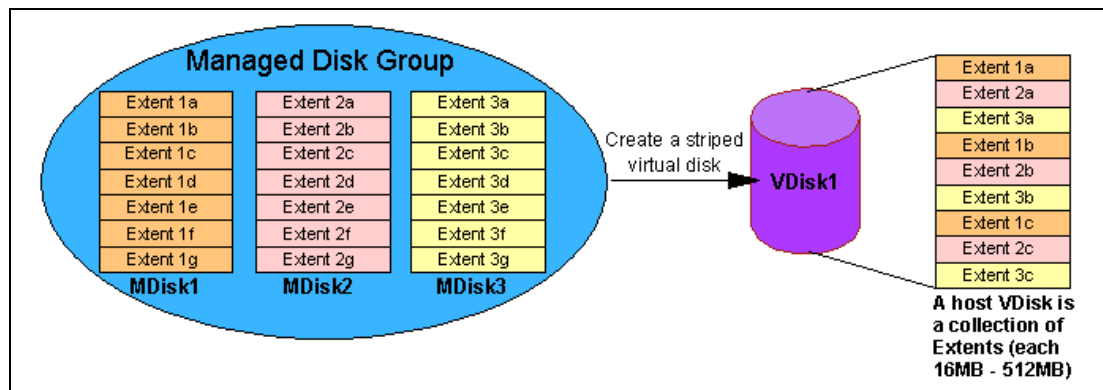 Managed Disk Group
Extent 1a
Extent 1b
Extent 1c
Extent 1d
Extent 1e
Extent 1f
Extent 1g
MDisk1
Extent 2a
Extent 2b
Extent 2c
Extent 2d
Extent 2e
Extent 2f
Extent 2g
MDisk2
Extent 3a
Extent 3b
Extent 3c
Extent 3d
Extent 3e
Extent 3f
Extent 3g
MDisk3
Create a striped
virtual disk
VDisk1
Extent 1a
Extent 2a
Extent 3a
Extent 1b
Extent 2b
Extent 3b
Extent 1c
Extent 2c
Extent 3c
A host VDisk is
a collection of
Extents (each
16MB - 512MB)